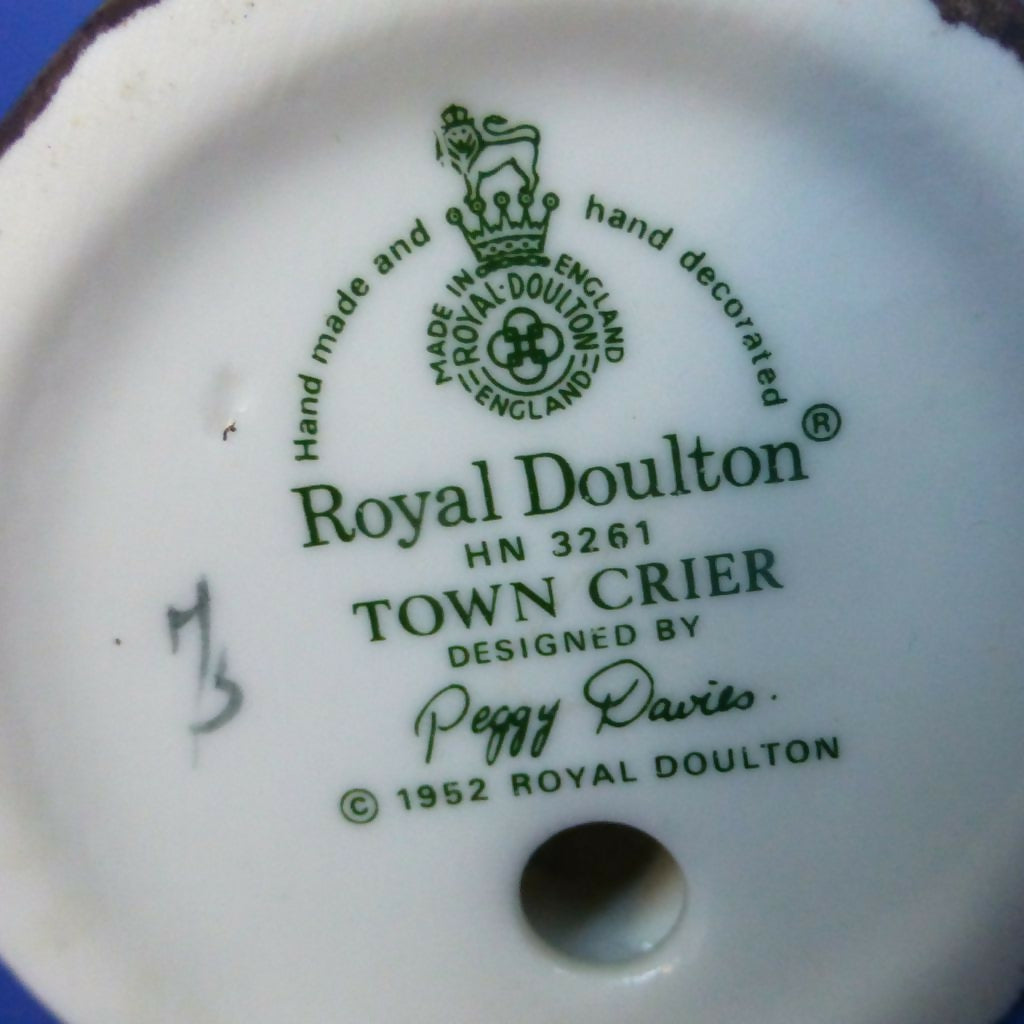 Hand made and hand decorated
MADE IN ENGLAND
ROYAL·DOULTON
ENGLAND
Royal Doulton®
HN 3261
TOWN CRIER
DESIGNED BY
Peggy Davies.
© 1952 ROYAL DOULTON